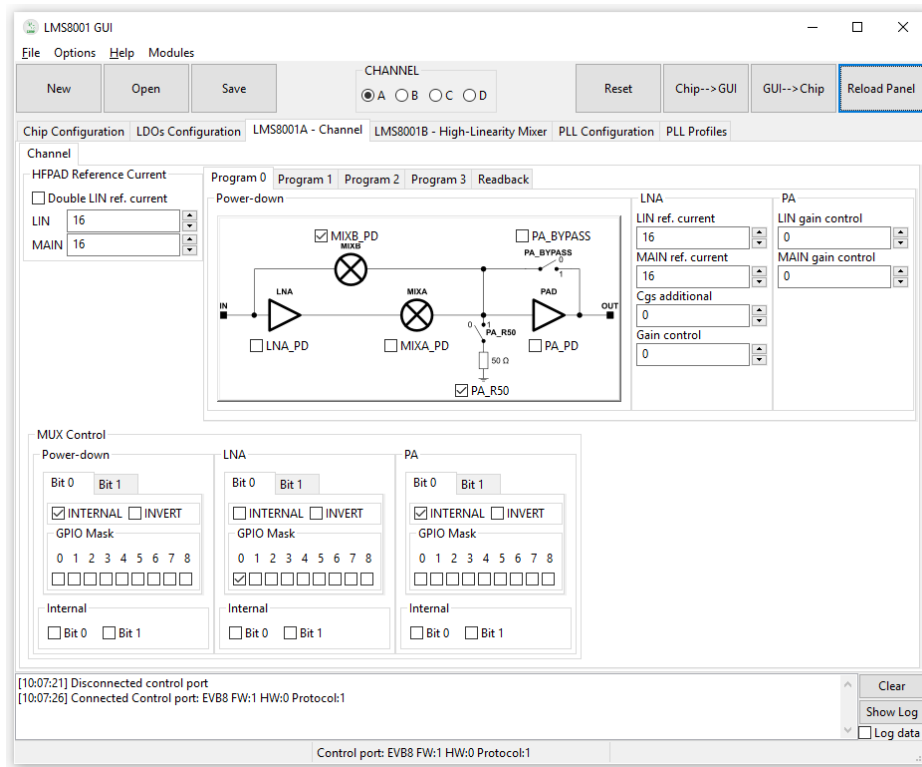 LMS8001 GUI
File Options Help Modules
New Open Save CHANNEL A B C D Reset Chip-->GUI GUI-->Chip Reload Panel
Chip Configuration LDOs Configuration LMS8001A - Channel LMS8001B - High-Linearity Mixer PLL Configuration PLL Profiles
Channel
HFPAD Reference Current
Double LIN ref. current
LIN 16
MAIN 16
Program 0 Program 1 Program 2 Program 3 Readback
Power-down
MIXB_PD PA_BYPASS
MIXB PA_BYPASS
0
1
IN LNA MIXA PAD OUT
0 1 PA_R50
LNA_PD MIXA_PD PA_PD
50 Ω
PA_R50
LNA
LIN ref. current
16
MAIN ref. current
16
Cgs additional
0
Gain control
0
PA
LIN gain control
0
MAIN gain control
0
MUX Control
Power-down
Bit 0 Bit 1
INTERNAL INVERT
GPIO Mask
0 1 2 3 4 5 6 7 8
Internal
Bit 0 Bit 1
LNA
Bit 0 Bit 1
INTERNAL INVERT
GPIO Mask
0 1 2 3 4 5 6 7 8
Internal
Bit 0 Bit 1
PA
Bit 0 Bit 1
INTERNAL INVERT
GPIO Mask
0 1 2 3 4 5 6 7 8
Internal
Bit 0 Bit 1
[10:07:21] Disconnected control port
[10:07:26] Connected Control port: EVB8 FW:1 HW:0 Protocol:1
Clear
Show Log
Log data
Control port: EVB8 FW:1 HW:0 Protocol:1